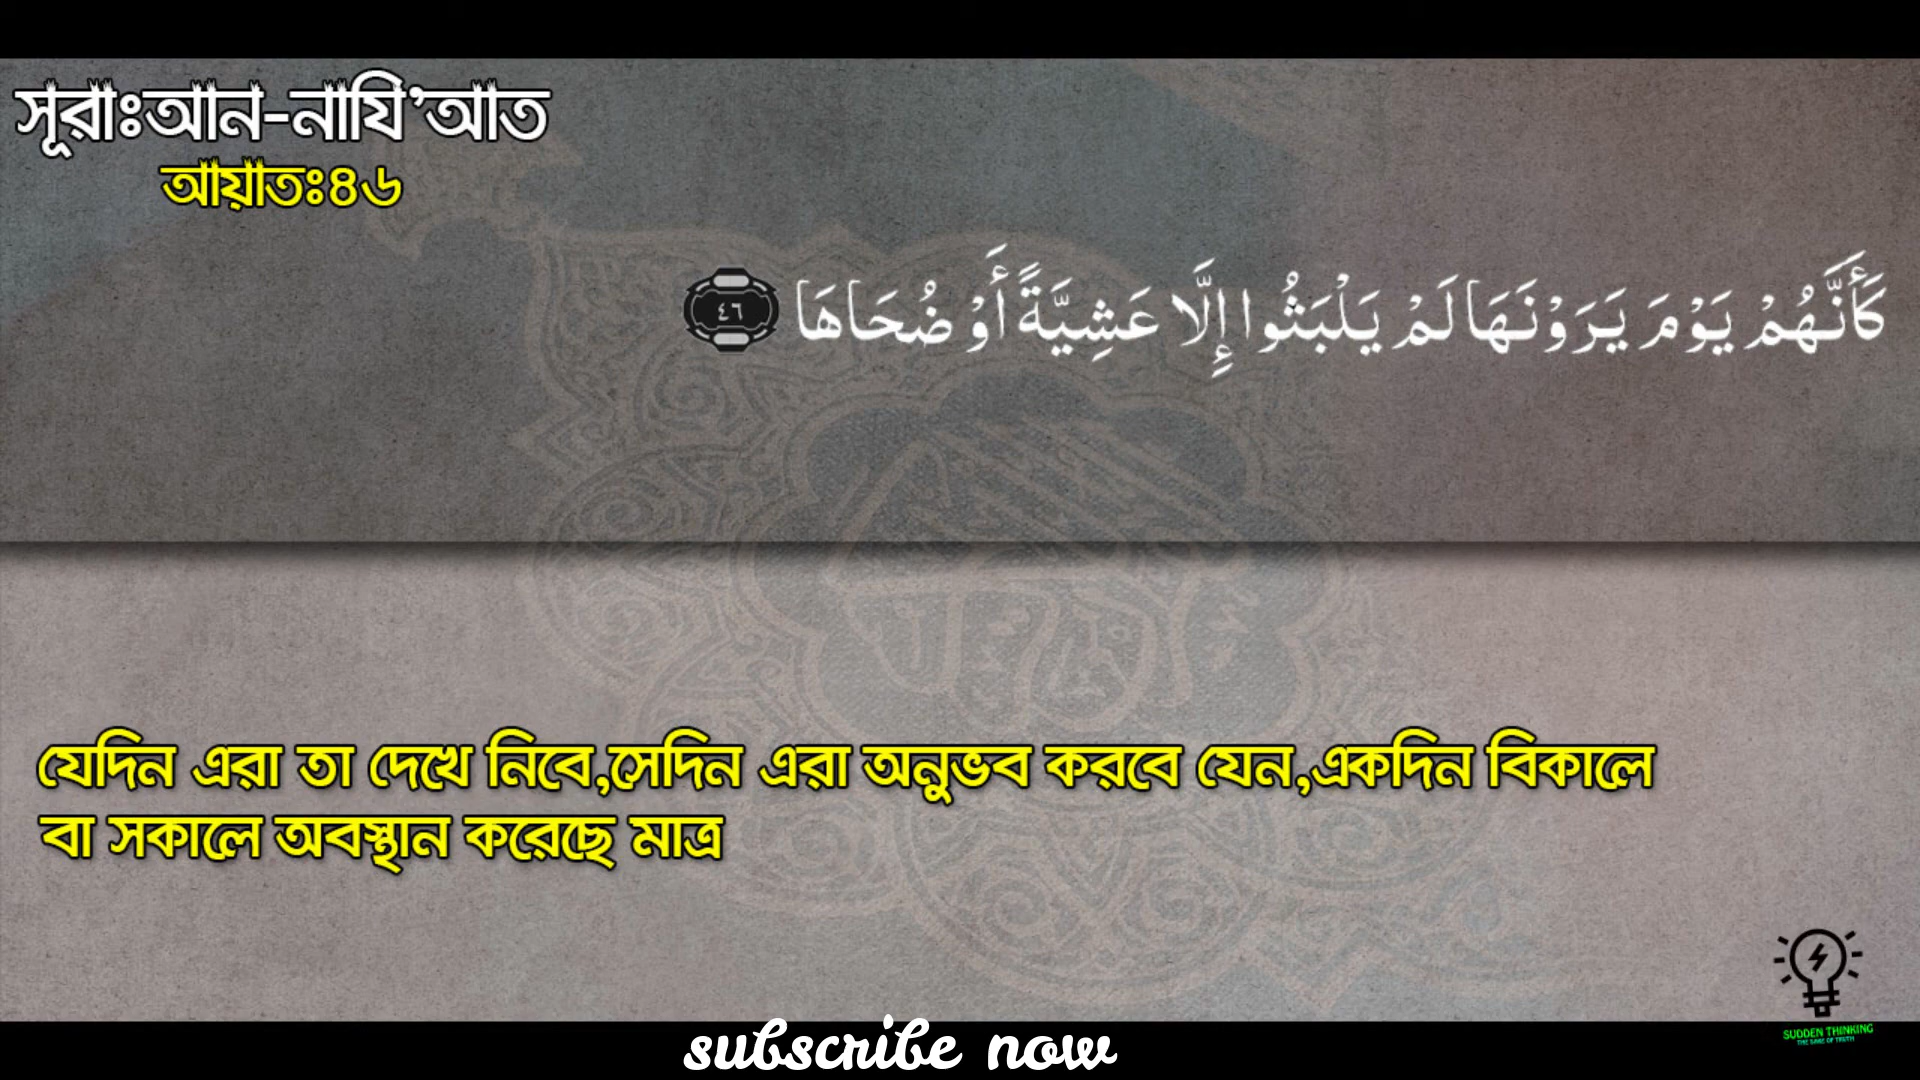 সূরাঃআন-নাযি’আত
আয়াতঃ৪৬
كَأَنَّهُمْ يَوْمَ يَرَوْنَهَا لَمْ يَلْبَثُوا إِلَّا عَشِيَّةً أَوْ ضُحَاهَا ٤٦
যেদিন এরা তা দেখে নিবে,সেদিন এরা অনুভব করবে যেন,একদিন বিকালে
বা সকালে অবস্থান করেছে মাত্র
SUDDEN THINKING
subscribe now